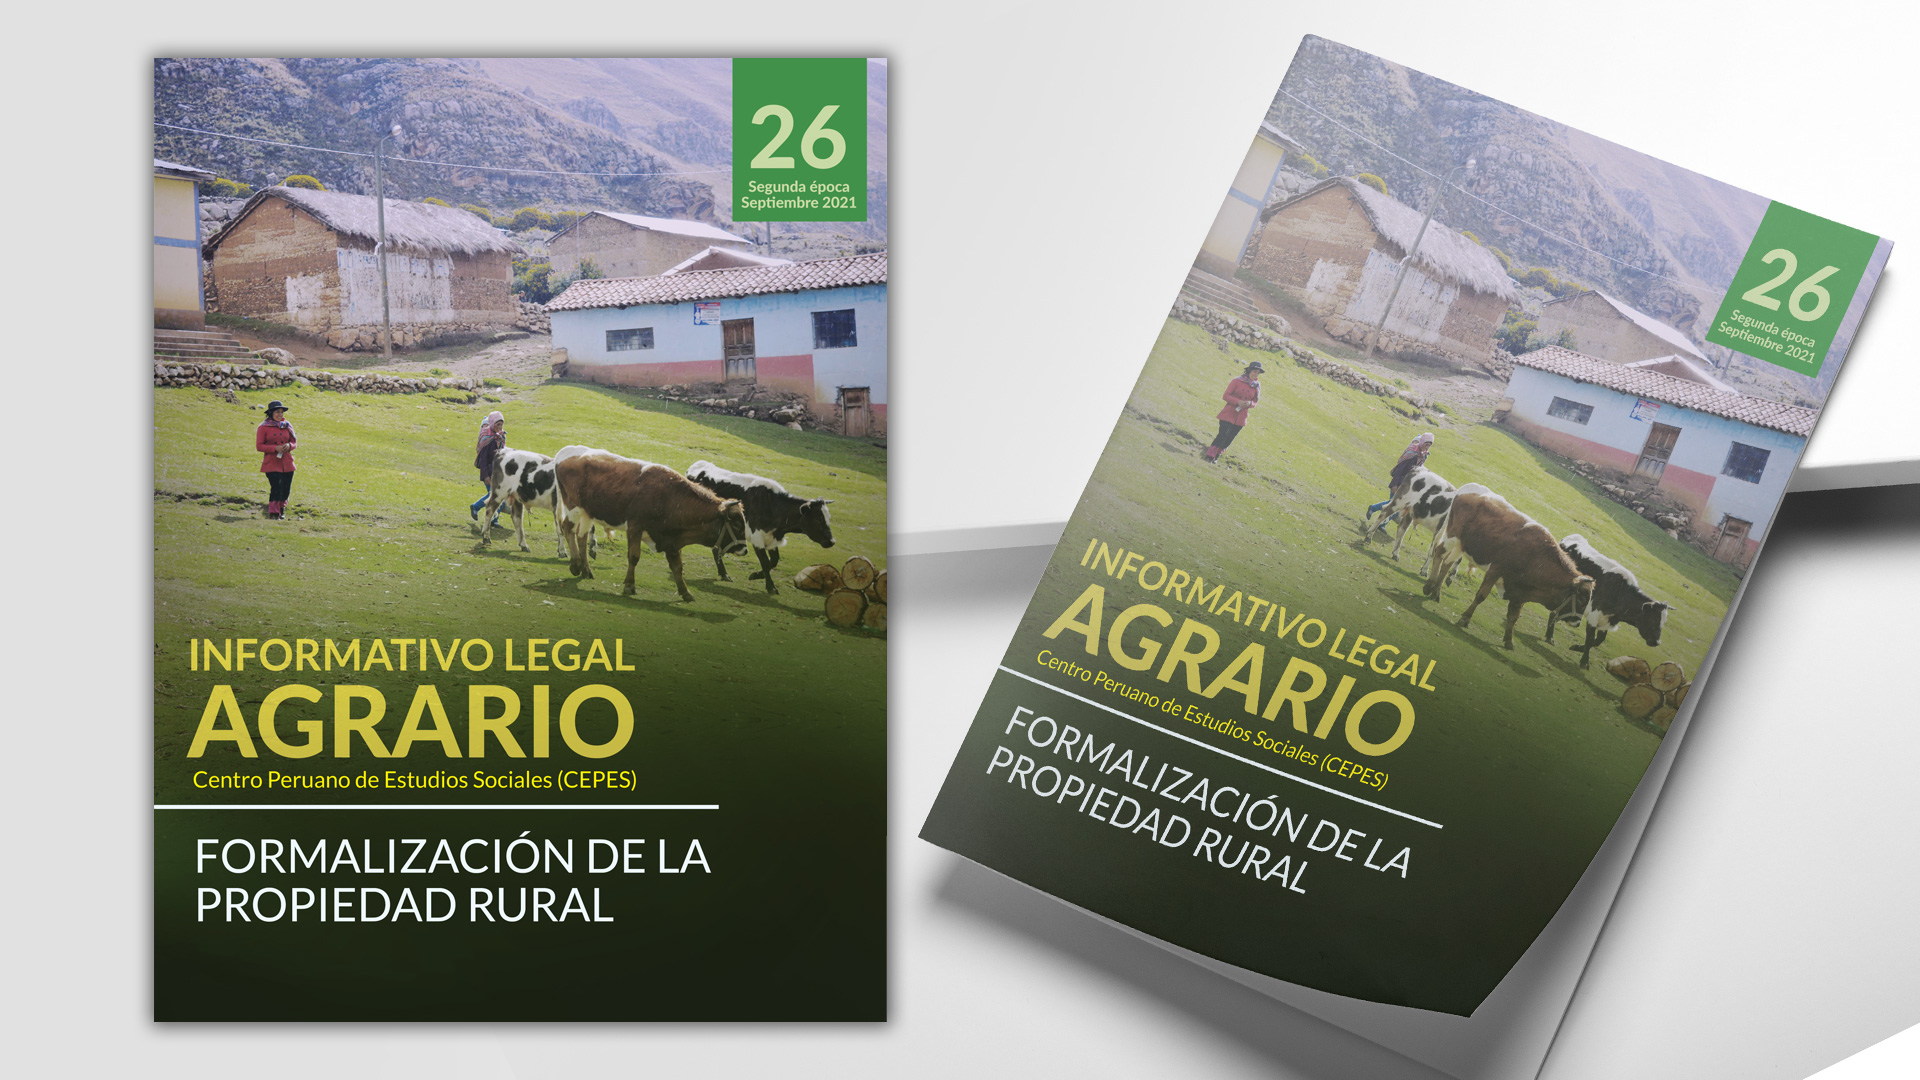 26
Segunda época
Septiembre 2021
INFORMATIVO LEGAL
AGRARIO
Centro Peruano de Estudios Sociales (CEPES)
FORMALIZACIÓN DE LA
PROPIEDAD RURAL
26
Segunda época
Septiembre 2021
INFORMATIVO LEGAL
AGRARIO
Centro Peruano de Estudios Sociales (CEPES)
FORMALIZACIÓN DE LA
PROPIEDAD RURAL